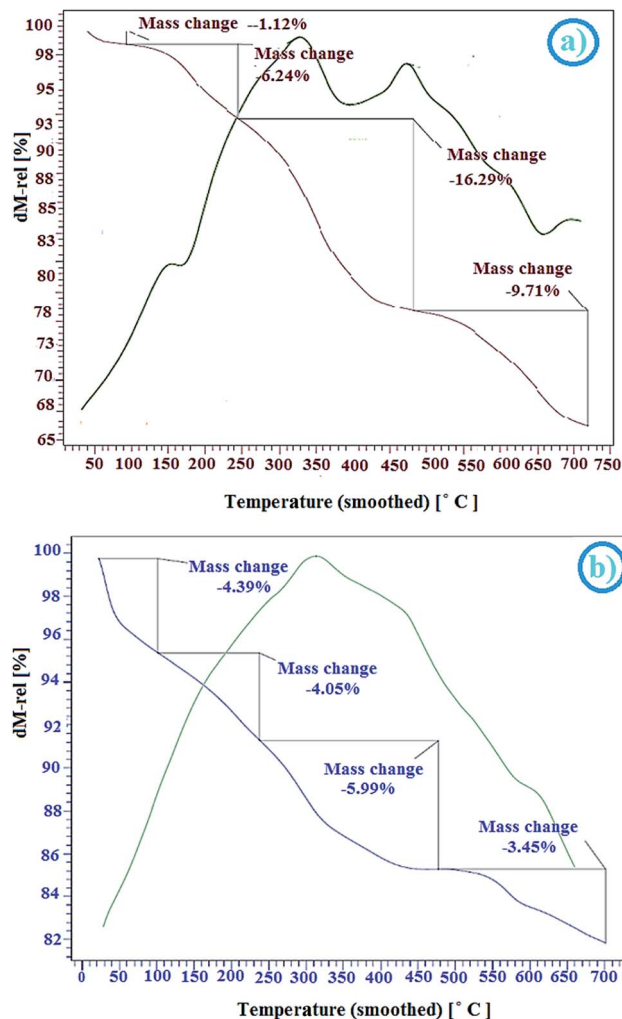 a)
Mass change --1.12%
Mass change
-6.24%
Mass change
-16.29%
Mass change
-9.71%
dM-rel [%]
100
98
95
93
90
88
85
83
80
78
73
70
68
65
50 100 150 200 250 300 350 400 450 500 550 600 650 700 750
Temperature (smoothed) [° C ]
b)
Mass change
-4.39%
Mass change
-4.05%
Mass change
-5.99%
Mass change
-3.45%
dM-rel [%]
100
98
96
94
92
90
88
86
84
82
0 50 100 150 200 250 300 350 400 450 500 550 600 650 700
Temperature (smoothed) [° C ]